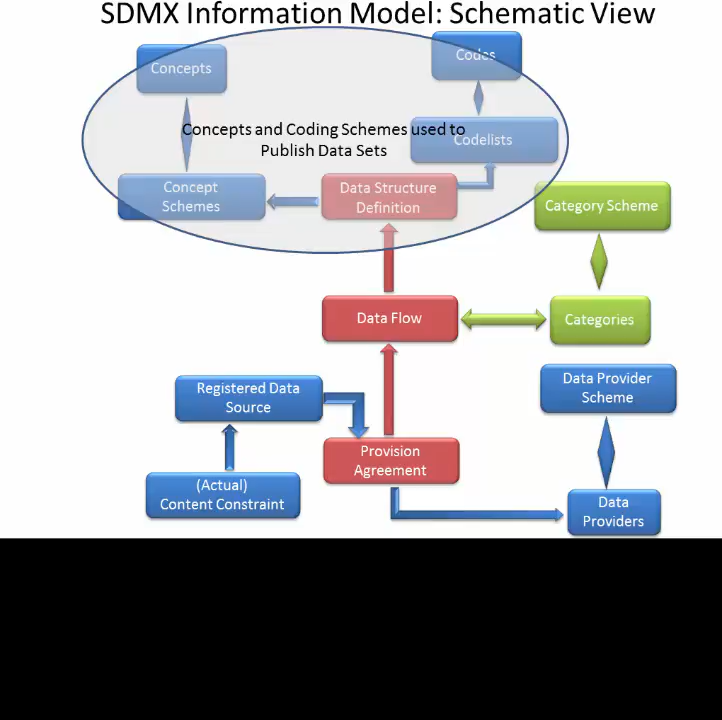 SDMX Information Model: Schematic View
Concepts
Codes
Concepts and Coding Schemes used to
Publish Data Sets
Codelists
Concept
Schemes
Data Structure
Definition
Category Scheme
Data Flow
Categories
Registered Data
Source
Data Provider
Scheme
Provision
Agreement
(Actual)
Content Constraint
Data
Providers